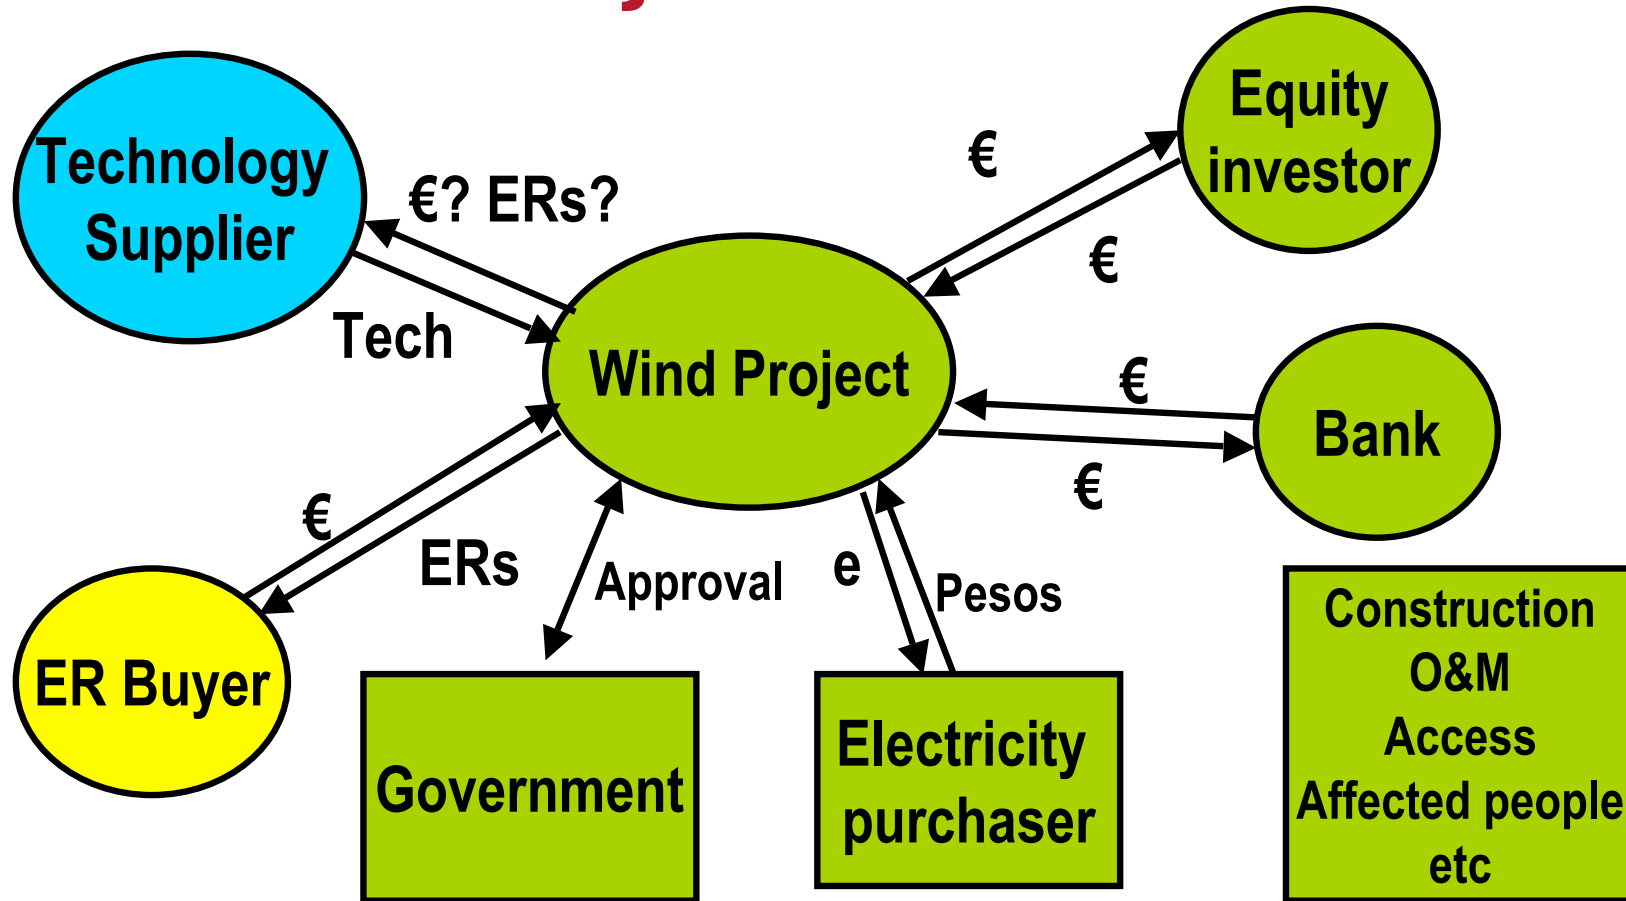 Equity
investor
Technology
Supplier
€? ERs?
€
€
Tech
Wind Project
€
Bank
€
€
ERs
Approval
e
Pesos
ER Buyer
Government
Electricity
purchaser
Construction
O&M
Access
Affected people
etc